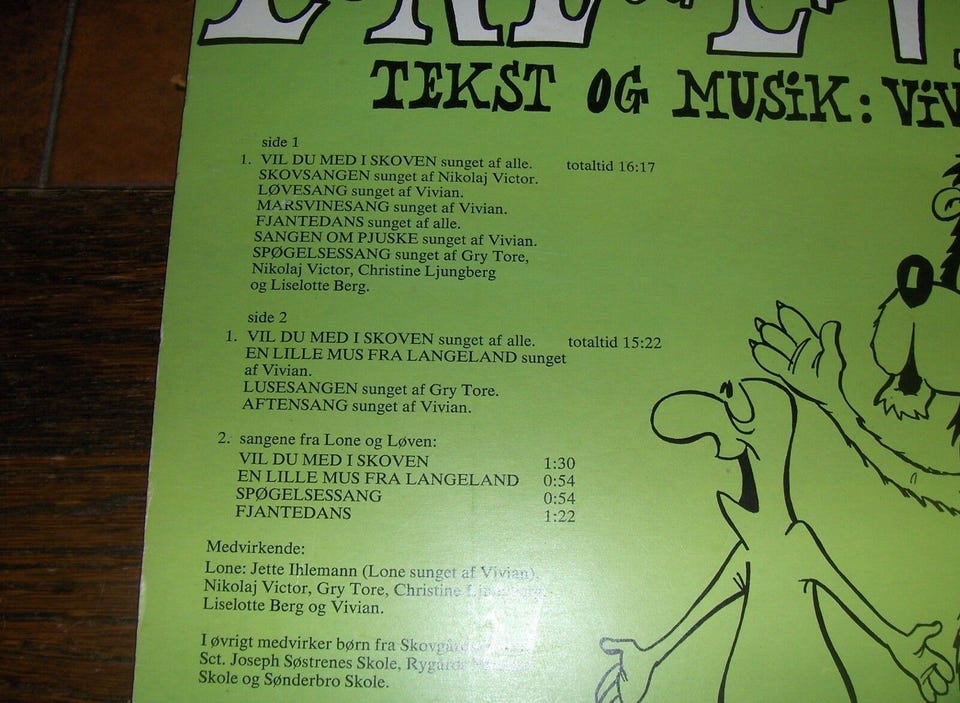 TEKST OG MUSIK: VIV
side 1
1. VIL DU MED I SKOVEN sunget af alle. totaltid 16:17
SKOVSANGEN sunget af Nikolaj Victor.
LØVESANG sunget af Vivian.
MARSVINESANG sunget af Vivian.
FJANTEDANS sunget af alle.
SANGEN OM PJUSKE sunget af Vivian.
SPØGELSESSANG sunget af Gry Tore,
Nikolaj Victor, Christine Ljungberg
og Liselotte Berg.
side 2
1. VIL DU MED I SKOVEN sunget af alle. totaltid 15:22
EN LILLE MUS FRA LANGELAND sunget
af Vivian.
LUSESANGEN sunget af Gry Tore.
AFTENSANG sunget af Vivian.
2. sangene fra Lone og Løven:
VIL DU MED I SKOVEN 1:30
EN LILLE MUS FRA LANGELAND 0:54
SPØGELSESSANG 0:54
FJANTEDANS 1:22
Medvirkende:
Lone: Jette Ihlemann (Lone sunget af Vivian),
Nikolaj Victor, Gry Tore, Christine Ljungberg,
Liselotte Berg og Vivian.
I øvrigt medvirker børn fra
Sct. Joseph Søstrenes Skole,
Skole og Sønderbro Skole.